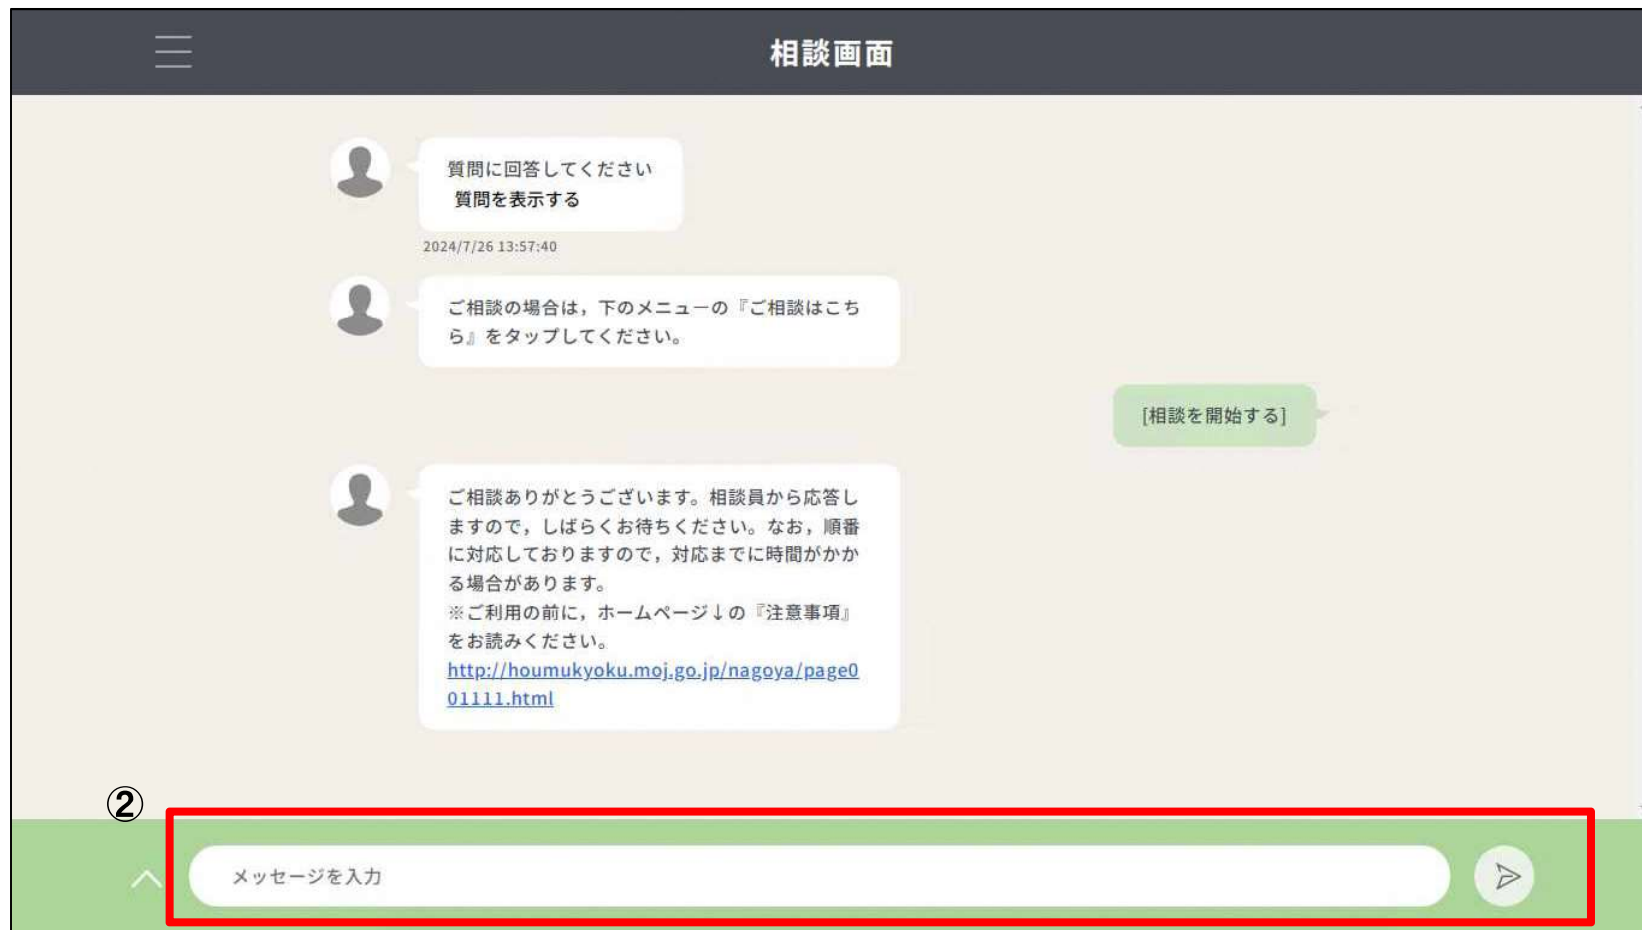 相談画面
質問に回答してください
質問を表示する
2024/7/26 13:57:40
ご相談の場合は，下のメニューの『ご相談はこち
ら』をタップしてください。
[相談を開始する]
ご相談ありがとうございます。相談員から応答し
ますので，しばらくお待ちください。なお，順番
に対応しておりますので，対応までに時間がかか
る場合があります。
※ご利用の前に，ホームページ↓の『注意事項』
をお読みください。
http://houmukyoku.moj.go.jp/nagoya/page0
01111.html
②
メッセージを入力